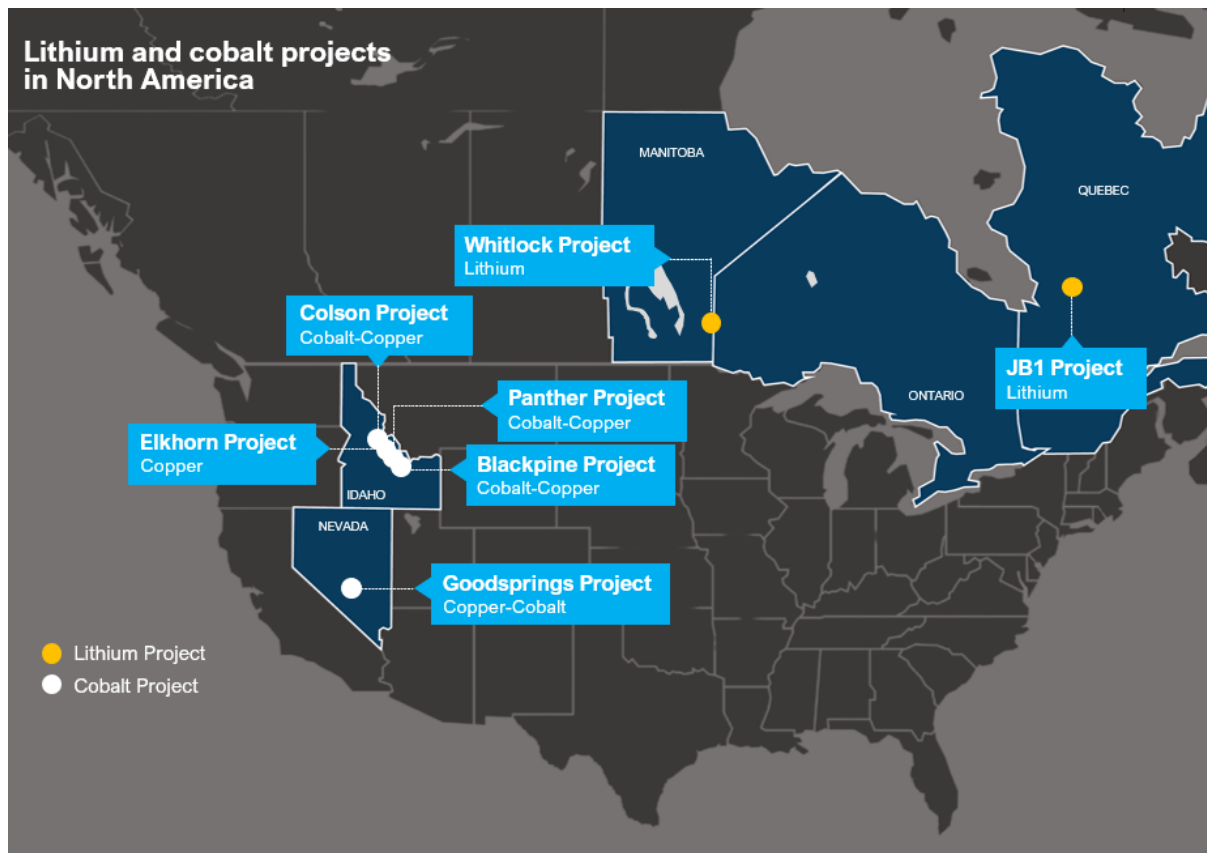 Lithium and cobalt projects
in North America
MANITOBA
QUEBEC
Whitlock Project
Lithium
Colson Project
Cobalt-Copper
JB1 Project
Lithium
Panther Project
Cobalt-Copper
ONTARIO
Elkhorn Project
Copper
Blackpine Project
Cobalt-Copper
IDAHO
NEVADA
Goodsprings Project
Copper-Cobalt
Lithium Project
Cobalt Project